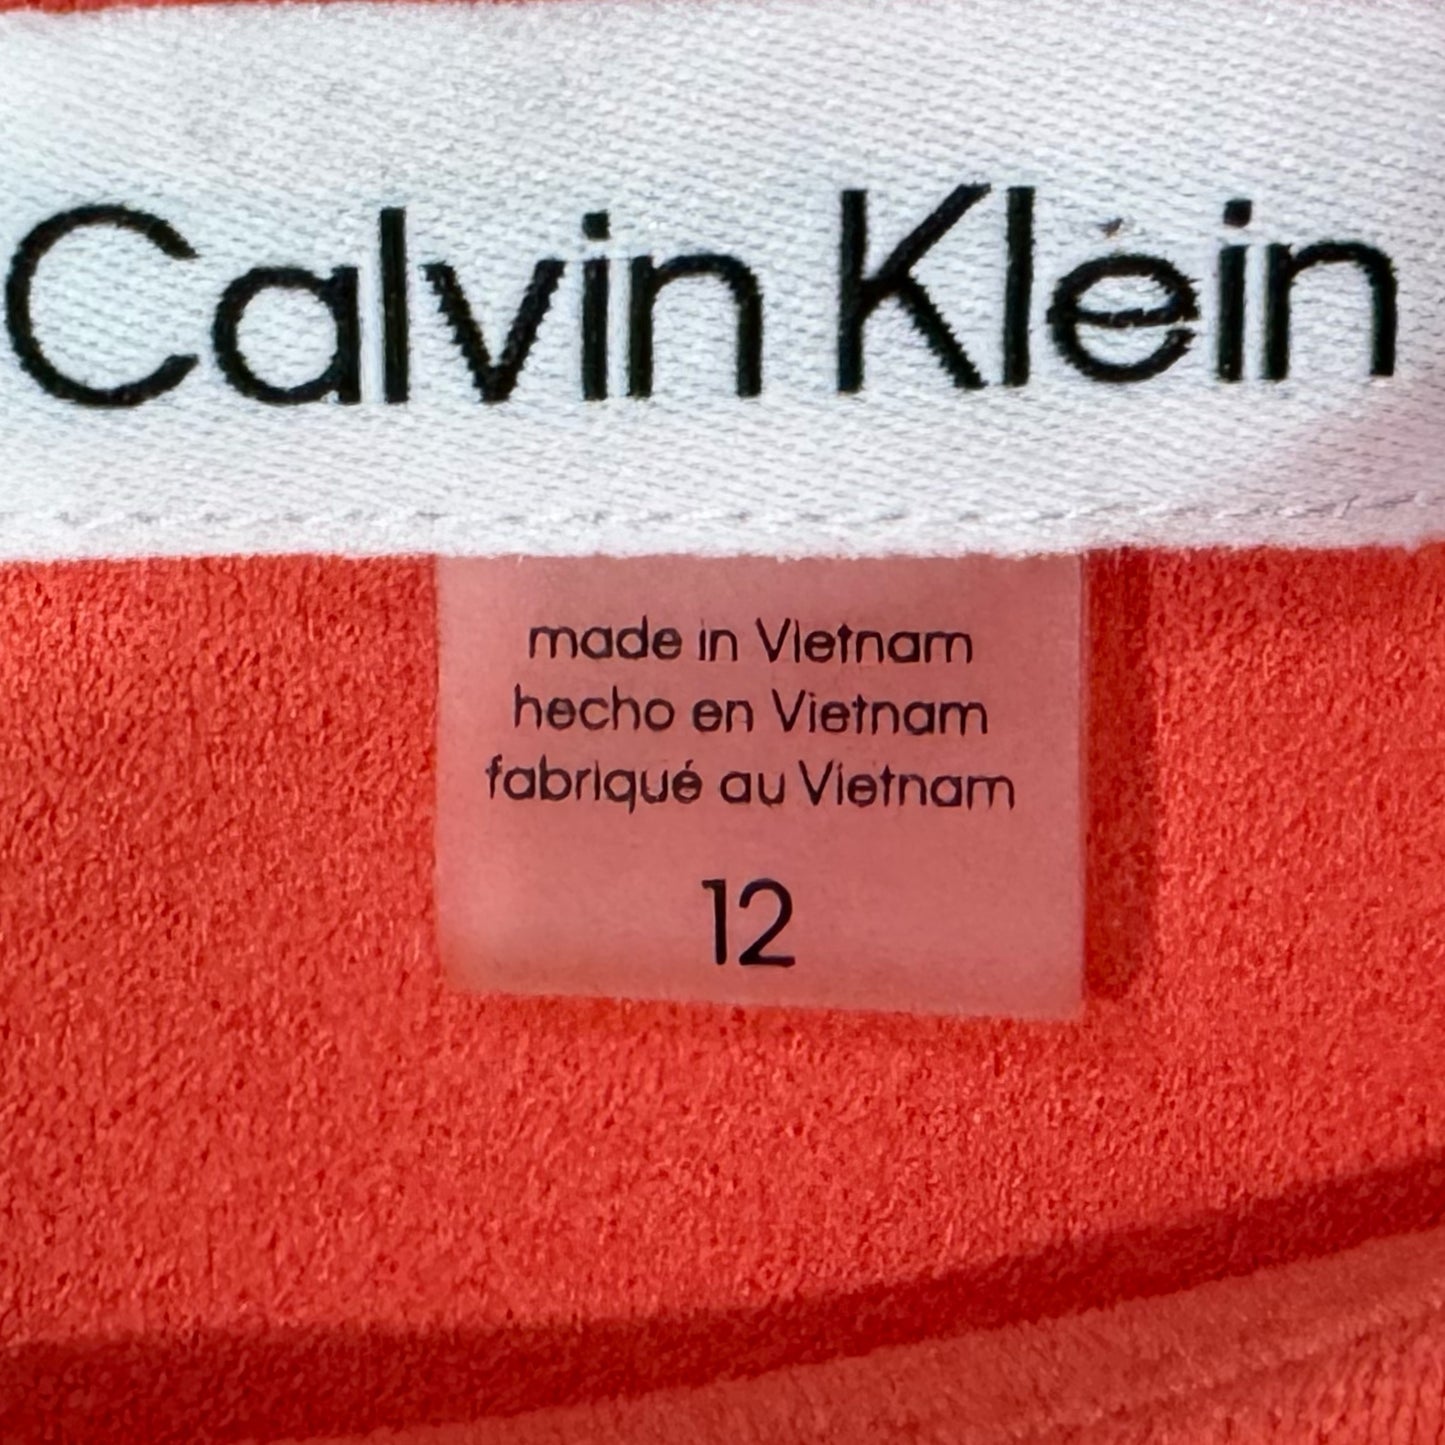 Calvin Klein
made in Vietnam
hecho en Vietnam
fabriqué au Vietnam
12